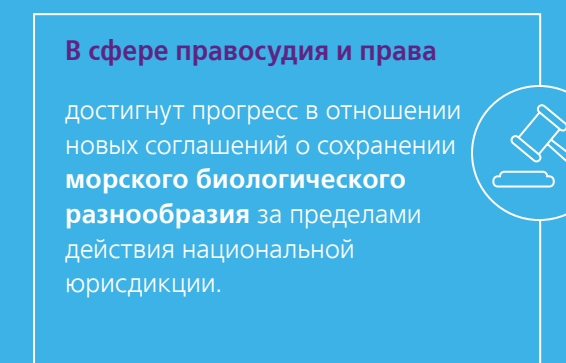 В сфере правосудия и права
достигнут прогресс в отношении
новых соглашений о сохранении
морского биологического
разнообразия за пределами
действия национальной
юрисдикции.